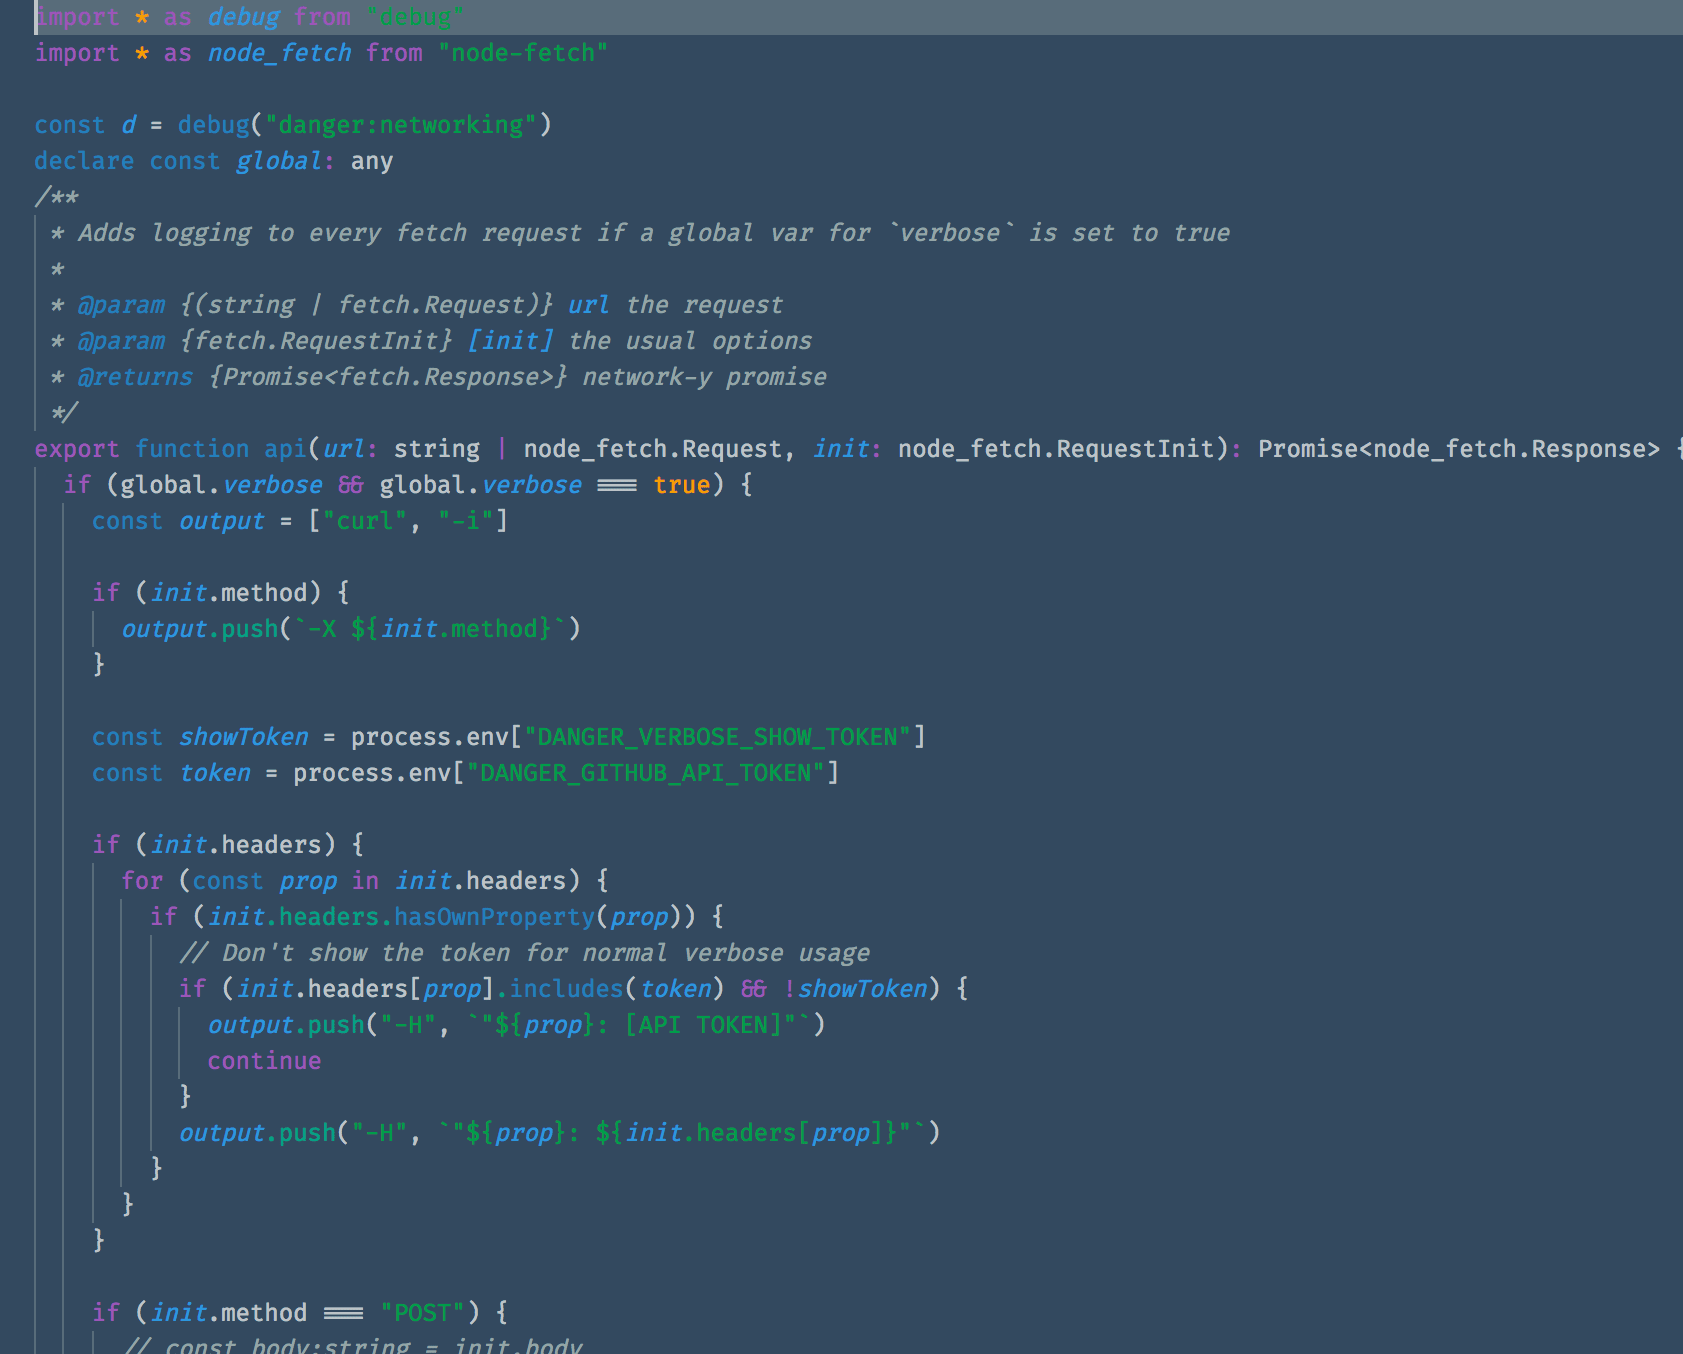 import * as debug from "debug"
import * as node_fetch from "node-fetch"
const d = debug("danger:networking")
declare const global: any
/**
* Adds logging to every fetch request if a global var for `verbose` is set to true
*
* @param {(string | fetch.Request)} url the request
* @param {fetch.RequestInit} [init] the usual options
* @returns {Promise<fetch.Response>} network-y promise
*/
export function api(url: string | node_fetch.Request, init: node_fetch.RequestInit): Promise<node_fetch.Response> {
if (global.verbose && global.verbose === true) {
const output = ["curl", "-i"]
if (init.method) {
output.push(`-X ${init.method}`)
}
const showToken = process.env["DANGER_VERBOSE_SHOW_TOKEN"]
const token = process.env["DANGER_GITHUB_API_TOKEN"]
if (init.headers) {
for (const prop in init.headers) {
if (init.headers.hasOwnProperty(prop)) {
// Don't show the token for normal verbose usage
if (init.headers[prop].includes(token) && !showToken) {
output.push("-H", `"${prop}: [API TOKEN]"`)
continue
}
output.push("-H", `"${prop}: ${init.headers[prop]}"`)
}
}
}
if (init.method === "POST") {
// const body:string = init.body